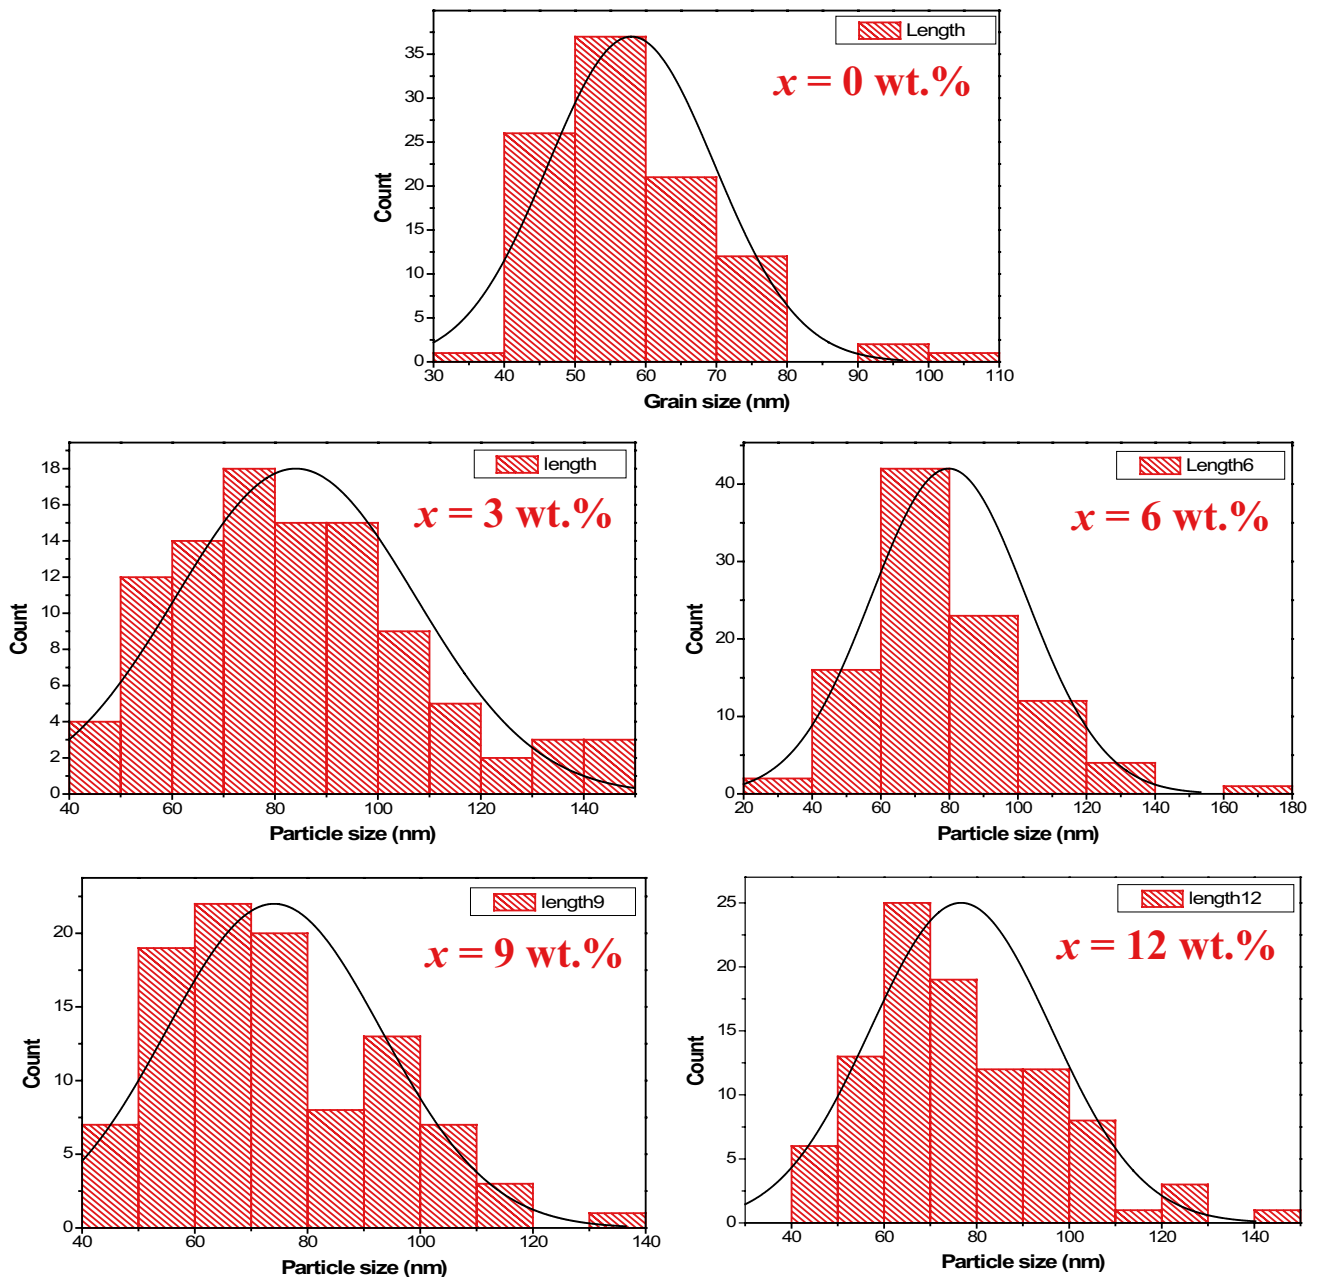 Length
x = 0 wt.%
35
30
25
20
15
10
5
0
Count
30 40 50 60 70 80 90 100 110
Grain size (nm)
length
x = 3 wt.%
18
16
14
12
10
8
6
4
2
0
Count
40 60 80 100 120 140
Particle size (nm)
Length6
x = 6 wt.%
40
30
20
10
0
Count
20 40 60 80 100 120 140 160 180
Particle size (nm)
length9
x = 9 wt.%
20
15
10
5
0
Count
40 60 80 100 120 140
Particle size (nm)
length12
x = 12 wt.%
25
20
15
10
5
0
Count
40 60 80 100 120 140
Particle size (nm)